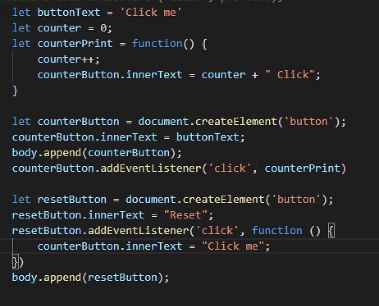 let buttonText = 'Click me'
let counter = 0;
let counterPrint = function() {
    counter++;
    counterButton.innerText = counter + " Click";
}
let counterButton = document.createElement('button');
counterButton.innerText = buttonText;
body.append(counterButton);
counterButton.addEventListener('click', counterPrint)
let resetButton = document.createElement('button');
resetButton.innerText = "Reset";
resetButton.addEventListener('click', function () {
    counterButton.innerText = "Click me";
})
body.append(resetButton);